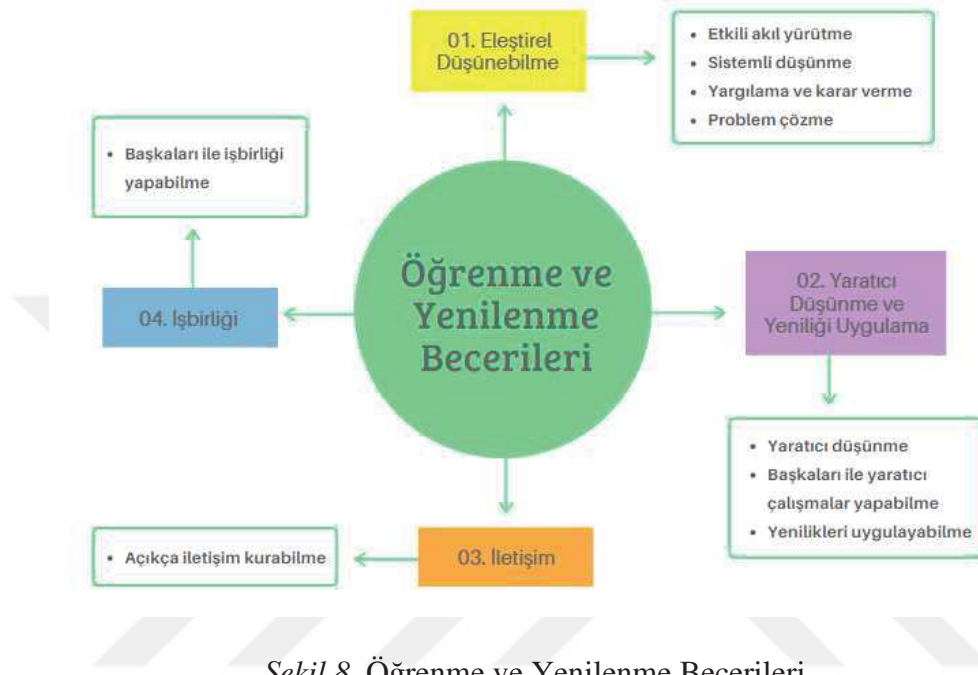 01. Eleştirel
Düşünebilme
• Etkili akıl yürütme
• Sistemli düşünme
• Yargılama ve karar verme
• Problem çözme
• Başkaları ile işbirliği
yapabilme
Öğrenme ve
Yenilenme
Becerileri
04. İşbirliği
02. Yaratıcı
Düşünme ve
Yeniliği Uygulama
• Yaratıcı düşünme
• Başkaları ile yaratıcı
çalışmalar yapabilme
• Yenilikleri uygulayabilme
• Açıkça iletişim kurabilme
03. İletişim
Şekil 8. Öğrenme ve Yenilenme Becerileri